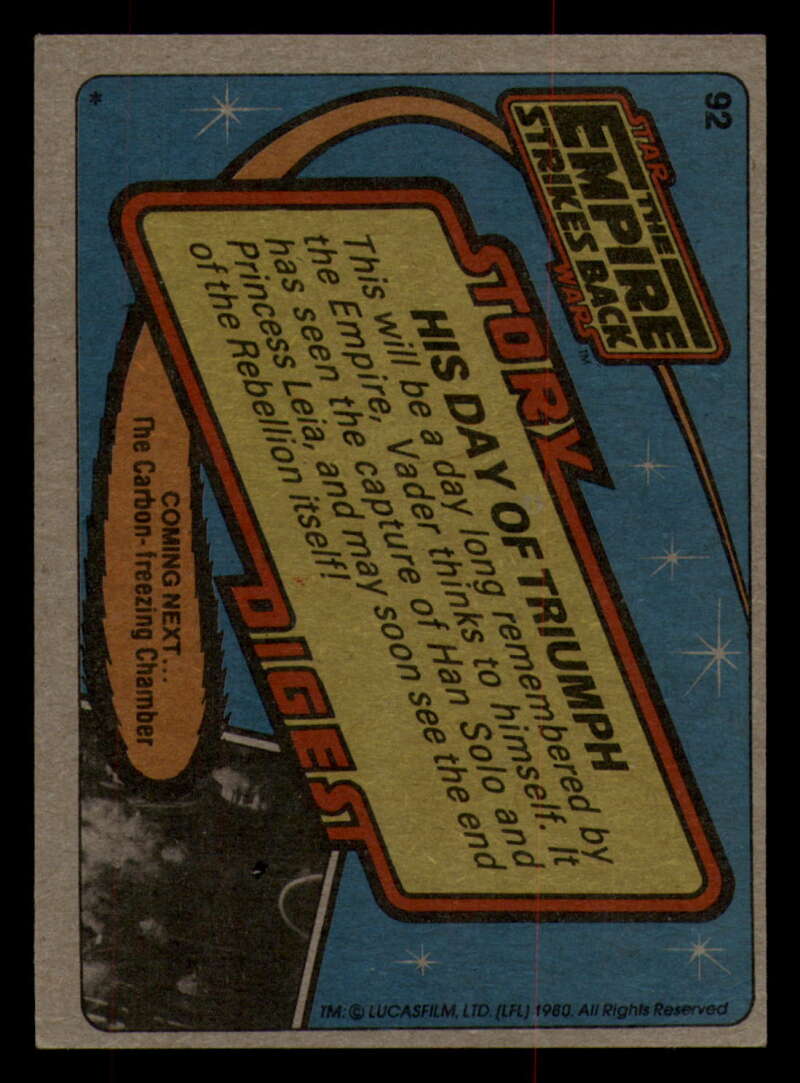 92
STAR
THE
EMPIRE
STRIKES BACK
WARS™
STORY
HIS DAY OF TRIUMPH
This will be a day long remembered by
the Empire, Vader thinks to himself. It
has seen the capture of Han Solo and
Princess Leia, and may soon see the end
of the Rebellion itself!
DIGEST
COMING NEXT...
The Carbon-freezing Chamber
*
TM: © LUCASFILM, LTD. (LFL) 1980. All Rights Reserved